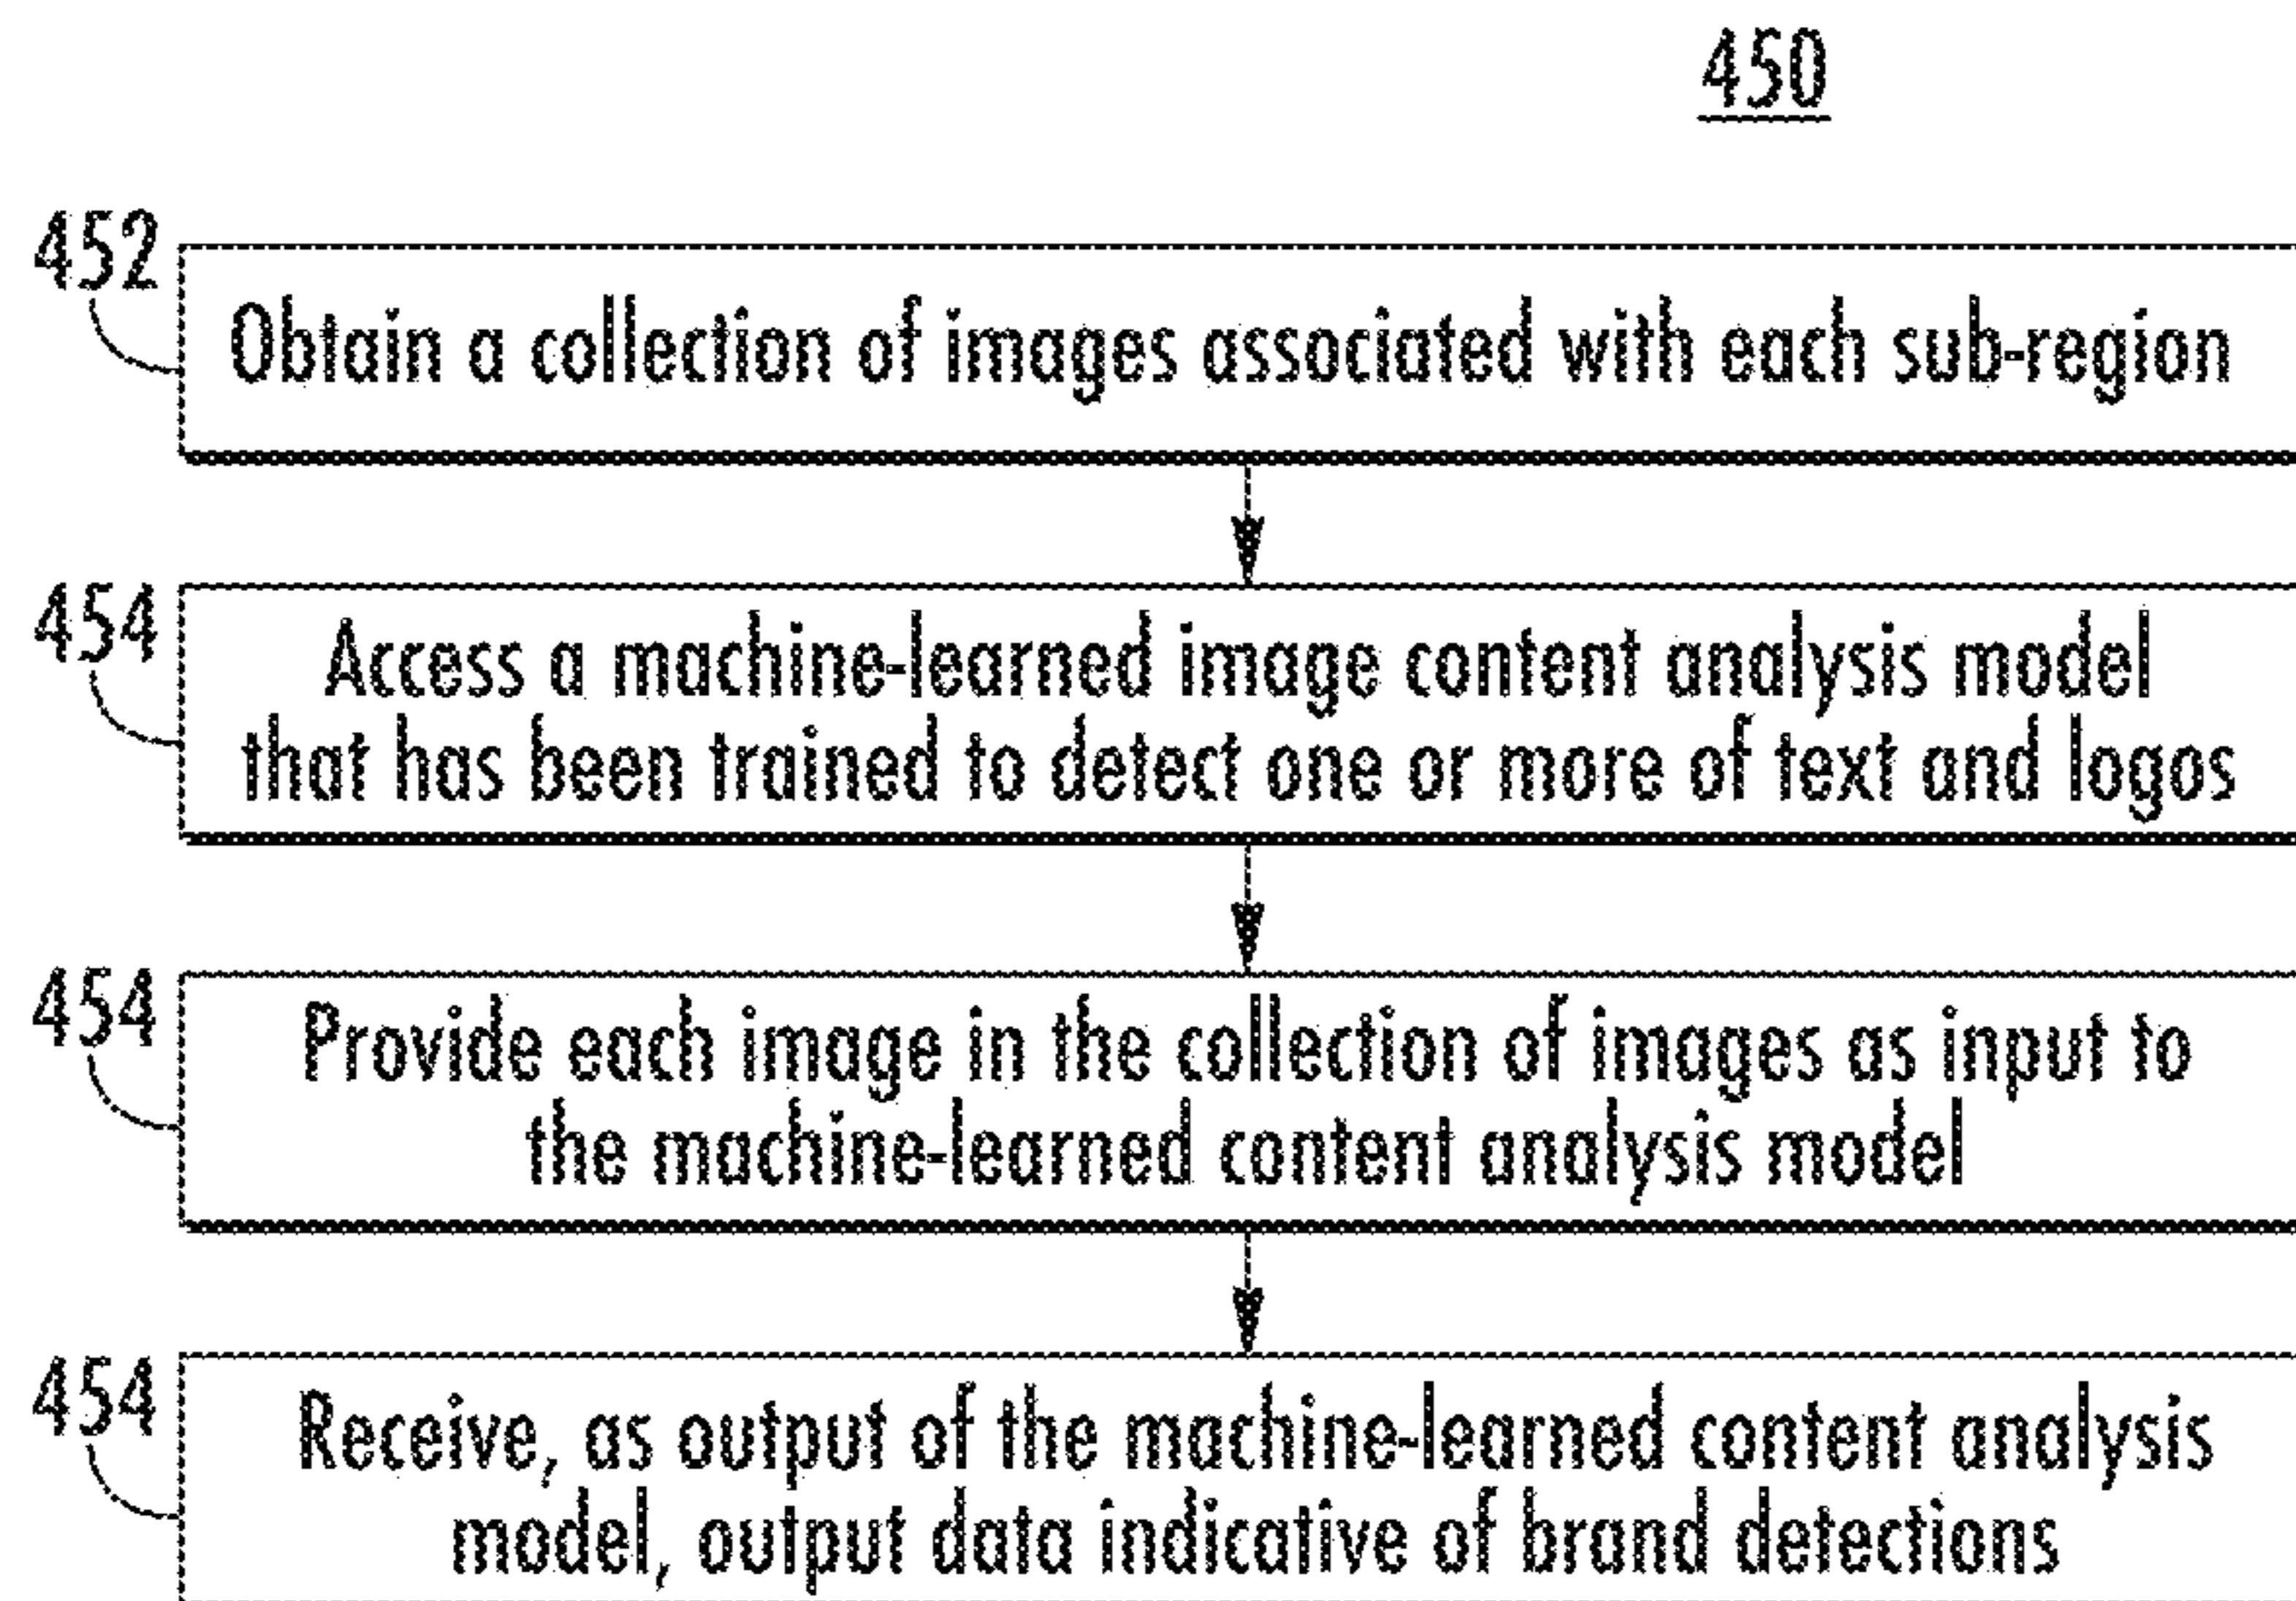 450
452
Obtain a collection of images associated with each sub-region
454
Access a machine-learned image content analysis model
that has been trained to detect one or more of text and logos
454
Provide each image in the collection of images as input to
the machine-learned content analysis model
454
Receive, as output of the machine-learned content analysis
model, output data indicative of brand detections